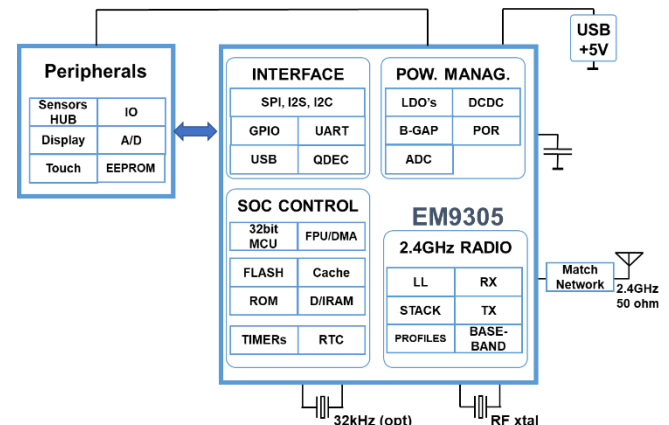 USB
+5V
Peripherals
Sensors
HUB
IO
Display
A/D
Touch
EEPROM
INTERFACE
SPI, I2S, I2C
GPIO
UART
USB
QDEC
POW. MANAG.
LDO's
DCDC
B-GAP
POR
ADC
SOC CONTROL
32bit
MCU
FPU/DMA
FLASH
Cache
ROM
D/IRAM
TIMERs
RTC
EM9305
2.4GHz RADIO
LL
RX
STACK
TX
PROFILES
BASE-
BAND
Match
Network
2.4GHz
50 ohm
32kHz (opt)
RF xtal